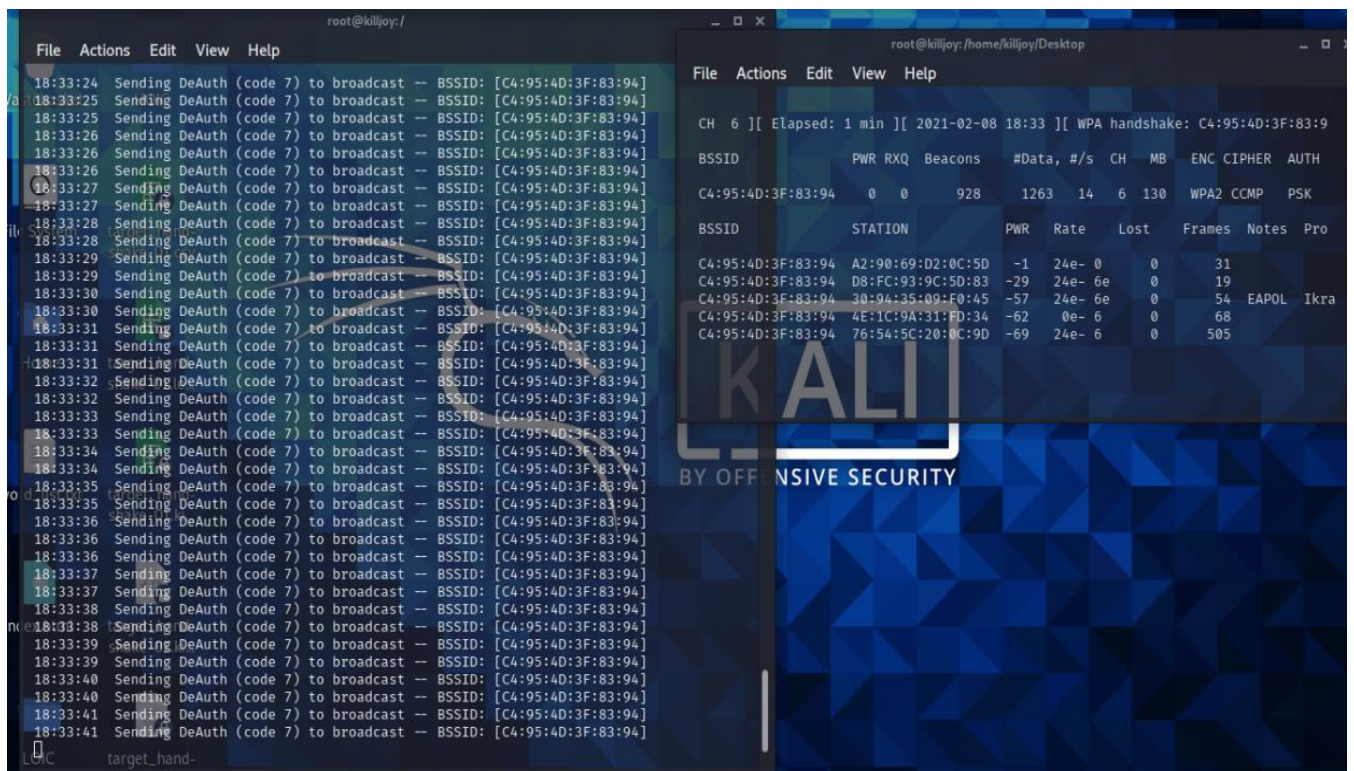 root@killjoy:/
File Actions Edit View Help
18:33:24 Sending DeAuth (code 7) to broadcast -- BSSID: [C4:95:4D:3F:83:94]
18:33:25 Sending DeAuth (code 7) to broadcast -- BSSID: [C4:95:4D:3F:83:94]
18:33:25 Sending DeAuth (code 7) to broadcast -- BSSID: [C4:95:4D:3F:83:94]
18:33:26 Sending DeAuth (code 7) to broadcast -- BSSID: [C4:95:4D:3F:83:94]
18:33:26 Sending DeAuth (code 7) to broadcast -- BSSID: [C4:95:4D:3F:83:94]
18:33:26 Sending DeAuth (code 7) to broadcast -- BSSID: [C4:95:4D:3F:83:94]
18:33:27 Sending DeAuth (code 7) to broadcast -- BSSID: [C4:95:4D:3F:83:94]
18:33:27 Sending DeAuth (code 7) to broadcast -- BSSID: [C4:95:4D:3F:83:94]
18:33:28 Sending DeAuth (code 7) to broadcast -- BSSID: [C4:95:4D:3F:83:94]
18:33:28 Sending DeAuth (code 7) to broadcast -- BSSID: [C4:95:4D:3F:83:94]
18:33:29 Sending DeAuth (code 7) to broadcast -- BSSID: [C4:95:4D:3F:83:94]
18:33:29 Sending DeAuth (code 7) to broadcast -- BSSID: [C4:95:4D:3F:83:94]
18:33:30 Sending DeAuth (code 7) to broadcast -- BSSID: [C4:95:4D:3F:83:94]
18:33:30 Sending DeAuth (code 7) to broadcast -- BSSID: [C4:95:4D:3F:83:94]
18:33:31 Sending DeAuth (code 7) to broadcast -- BSSID: [C4:95:4D:3F:83:94]
18:33:31 Sending DeAuth (code 7) to broadcast -- BSSID: [C4:95:4D:3F:83:94]
18:33:31 Sending DeAuth (code 7) to broadcast -- BSSID: [C4:95:4D:3F:83:94]
18:33:32 Sending DeAuth (code 7) to broadcast -- BSSID: [C4:95:4D:3F:83:94]
18:33:32 Sending DeAuth (code 7) to broadcast -- BSSID: [C4:95:4D:3F:83:94]
18:33:33 Sending DeAuth (code 7) to broadcast -- BSSID: [C4:95:4D:3F:83:94]
18:33:33 Sending DeAuth (code 7) to broadcast -- BSSID: [C4:95:4D:3F:83:94]
18:33:34 Sending DeAuth (code 7) to broadcast -- BSSID: [C4:95:4D:3F:83:94]
18:33:34 Sending DeAuth (code 7) to broadcast -- BSSID: [C4:95:4D:3F:83:94]
18:33:35 Sending DeAuth (code 7) to broadcast -- BSSID: [C4:95:4D:3F:83:94]
18:33:35 Sending DeAuth (code 7) to broadcast -- BSSID: [C4:95:4D:3F:83:94]
18:33:36 Sending DeAuth (code 7) to broadcast -- BSSID: [C4:95:4D:3F:83:94]
18:33:36 Sending DeAuth (code 7) to broadcast -- BSSID: [C4:95:4D:3F:83:94]
18:33:36 Sending DeAuth (code 7) to broadcast -- BSSID: [C4:95:4D:3F:83:94]
18:33:37 Sending DeAuth (code 7) to broadcast -- BSSID: [C4:95:4D:3F:83:94]
18:33:37 Sending DeAuth (code 7) to broadcast -- BSSID: [C4:95:4D:3F:83:94]
18:33:38 Sending DeAuth (code 7) to broadcast -- BSSID: [C4:95:4D:3F:83:94]
18:33:38 Sending DeAuth (code 7) to broadcast -- BSSID: [C4:95:4D:3F:83:94]
18:33:39 Sending DeAuth (code 7) to broadcast -- BSSID: [C4:95:4D:3F:83:94]
18:33:39 Sending DeAuth (code 7) to broadcast -- BSSID: [C4:95:4D:3F:83:94]
18:33:40 Sending DeAuth (code 7) to broadcast -- BSSID: [C4:95:4D:3F:83:94]
18:33:40 Sending DeAuth (code 7) to broadcast -- BSSID: [C4:95:4D:3F:83:94]
18:33:41 Sending DeAuth (code 7) to broadcast -- BSSID: [C4:95:4D:3F:83:94]
18:33:41 Sending DeAuth (code 7) to broadcast -- BSSID: [C4:95:4D:3F:83:94]
LOIC target_hand-
root@killjoy:/home/killjoy/Desktop
File Actions Edit View Help
CH 6 ][ Elapsed: 1 min ][ 2021-02-08 18:33 ][ WPA handshake: C4:95:4D:3F:83:9
BSSID PWR RXQ Beacons #Data, #/s CH MB ENC CIPHER AUTH
C4:95:4D:3F:83:94 0 0 928 1263 14 6 130 WPA2 CCMP PSK
BSSID STATION PWR Rate Lost Frames Notes Pro
C4:95:4D:3F:83:94 A2:90:69:D2:0C:5D -1 24e- 0 0 31
C4:95:4D:3F:83:94 D8:FC:93:9C:5D:83 -29 24e- 6e 0 19
C4:95:4D:3F:83:94 30:94:35:09:F0:45 -57 24e- 6e 0 54 EAPOL Ikra
C4:95:4D:3F:83:94 4E:1C:9A:31:FD:34 -62 0e- 6 0 68
C4:95:4D:3F:83:94 76:54:5C:20:0C:9D -69 24e- 6 0 505
KALI
BY OFFENSIVE SECURITY